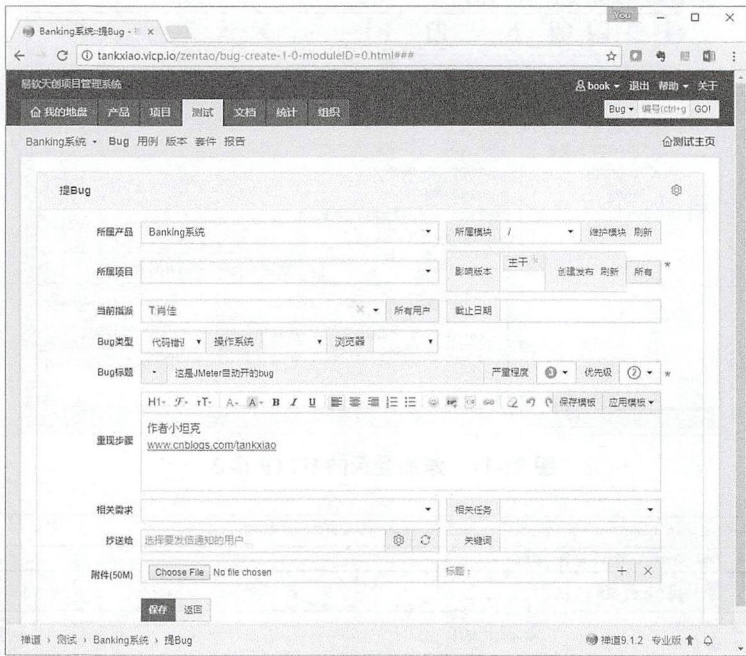 You
Banking系统::提Bug -
tankxiao.vicp.io/zentao/bug-create-1-0-moduleID=0.html###
易软天创项目管理系统
book 退出 帮助 关于
我的地盘 产品 项目 测试 文档 统计 组织 Bug 编号(ctrl+g GO!
Banking系统 Bug 用例 版本 套件 报告 测试主页
提Bug
所属产品 Banking系统 所属模块 / 维护模块 刷新
所属项目 影响版本 主干 × 创建发布 刷新 所有 *
当前指派 T:肖佳 × 所有用户 截止日期
Bug类型 代码错误 操作系统 浏览器
Bug标题 这是JMeter自动开的bug 严重程度 3 优先级 2 *
H1 F TT A A B I U 保存模板 应用模板
重现步骤 作者小坦克
www.cnblogs.com/tankxiao
相关需求 相关任务
抄送给 选择要发信通知的用户... 关键词
附件(50M) Choose File No file chosen 标题: + ×
保存 返回
禅道 › 测试 › Banking系统 › 提Bug 禅道9.1.2 专业版